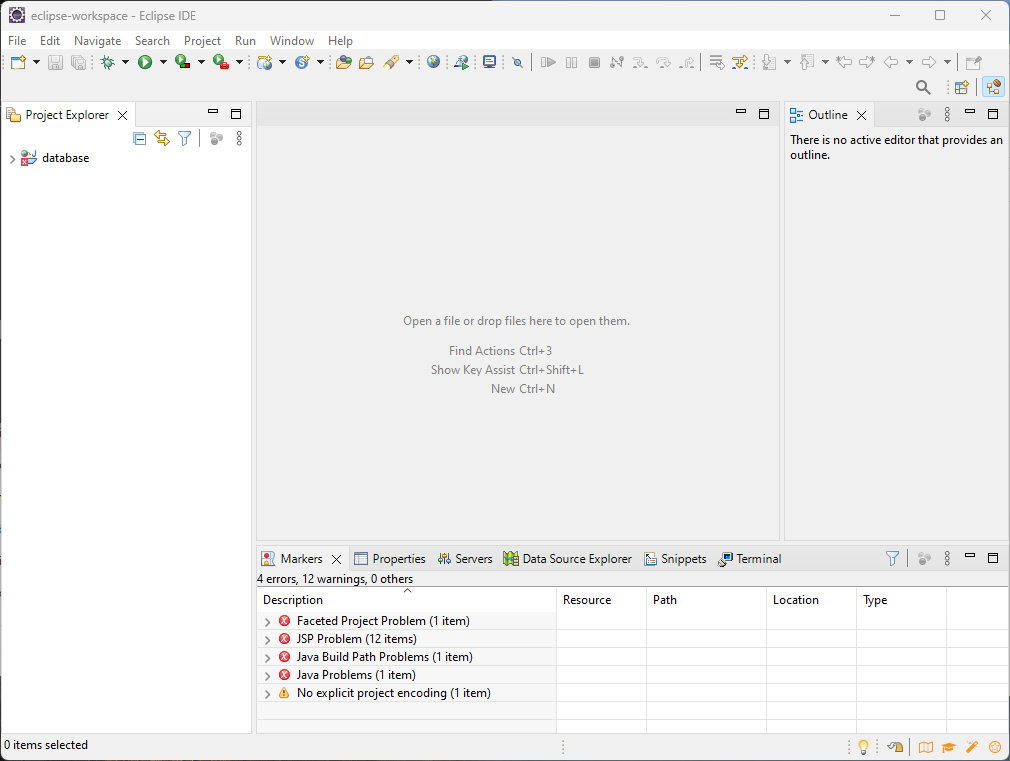 eclipse-workspace - Eclipse IDE
File Edit Navigate Search Project Run Window Help
Project Explorer
database
Open a file or drop files here to open them.
Find Actions Ctrl+3
Show Key Assist Ctrl+Shift+L
New Ctrl+N
Outline
There is no active editor that provides an
outline.
Markers Properties Servers Data Source Explorer Snippets Terminal
4 errors, 12 warnings, 0 others
Description Resource Path Location Type
Faceted Project Problem (1 item)
JSP Problem (12 items)
Java Build Path Problems (1 item)
Java Problems (1 item)
No explicit project encoding (1 item)
0 items selected